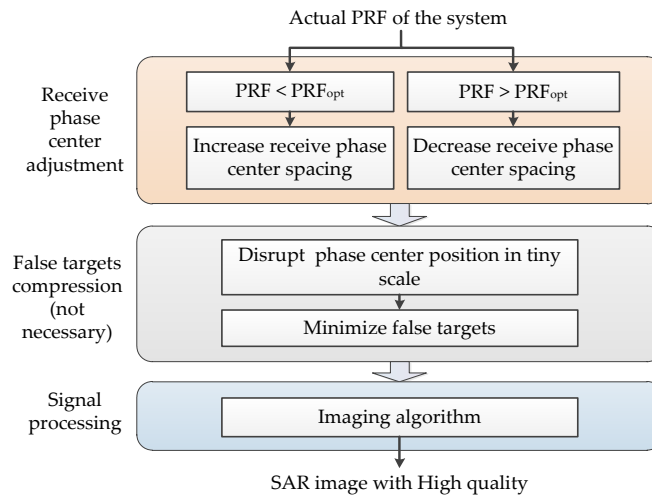 Actual PRF of the system
Receive
phase
center
adjustment
PRF < PRFopt
PRF > PRFopt
Increase receive phase
center spacing
Decrease receive phase
center spacing
False targets
compression
(not
necessary)
Disrupt phase center position in tiny
scale
Minimize false targets
Signal
processing
Imaging algorithm
SAR image with High quality